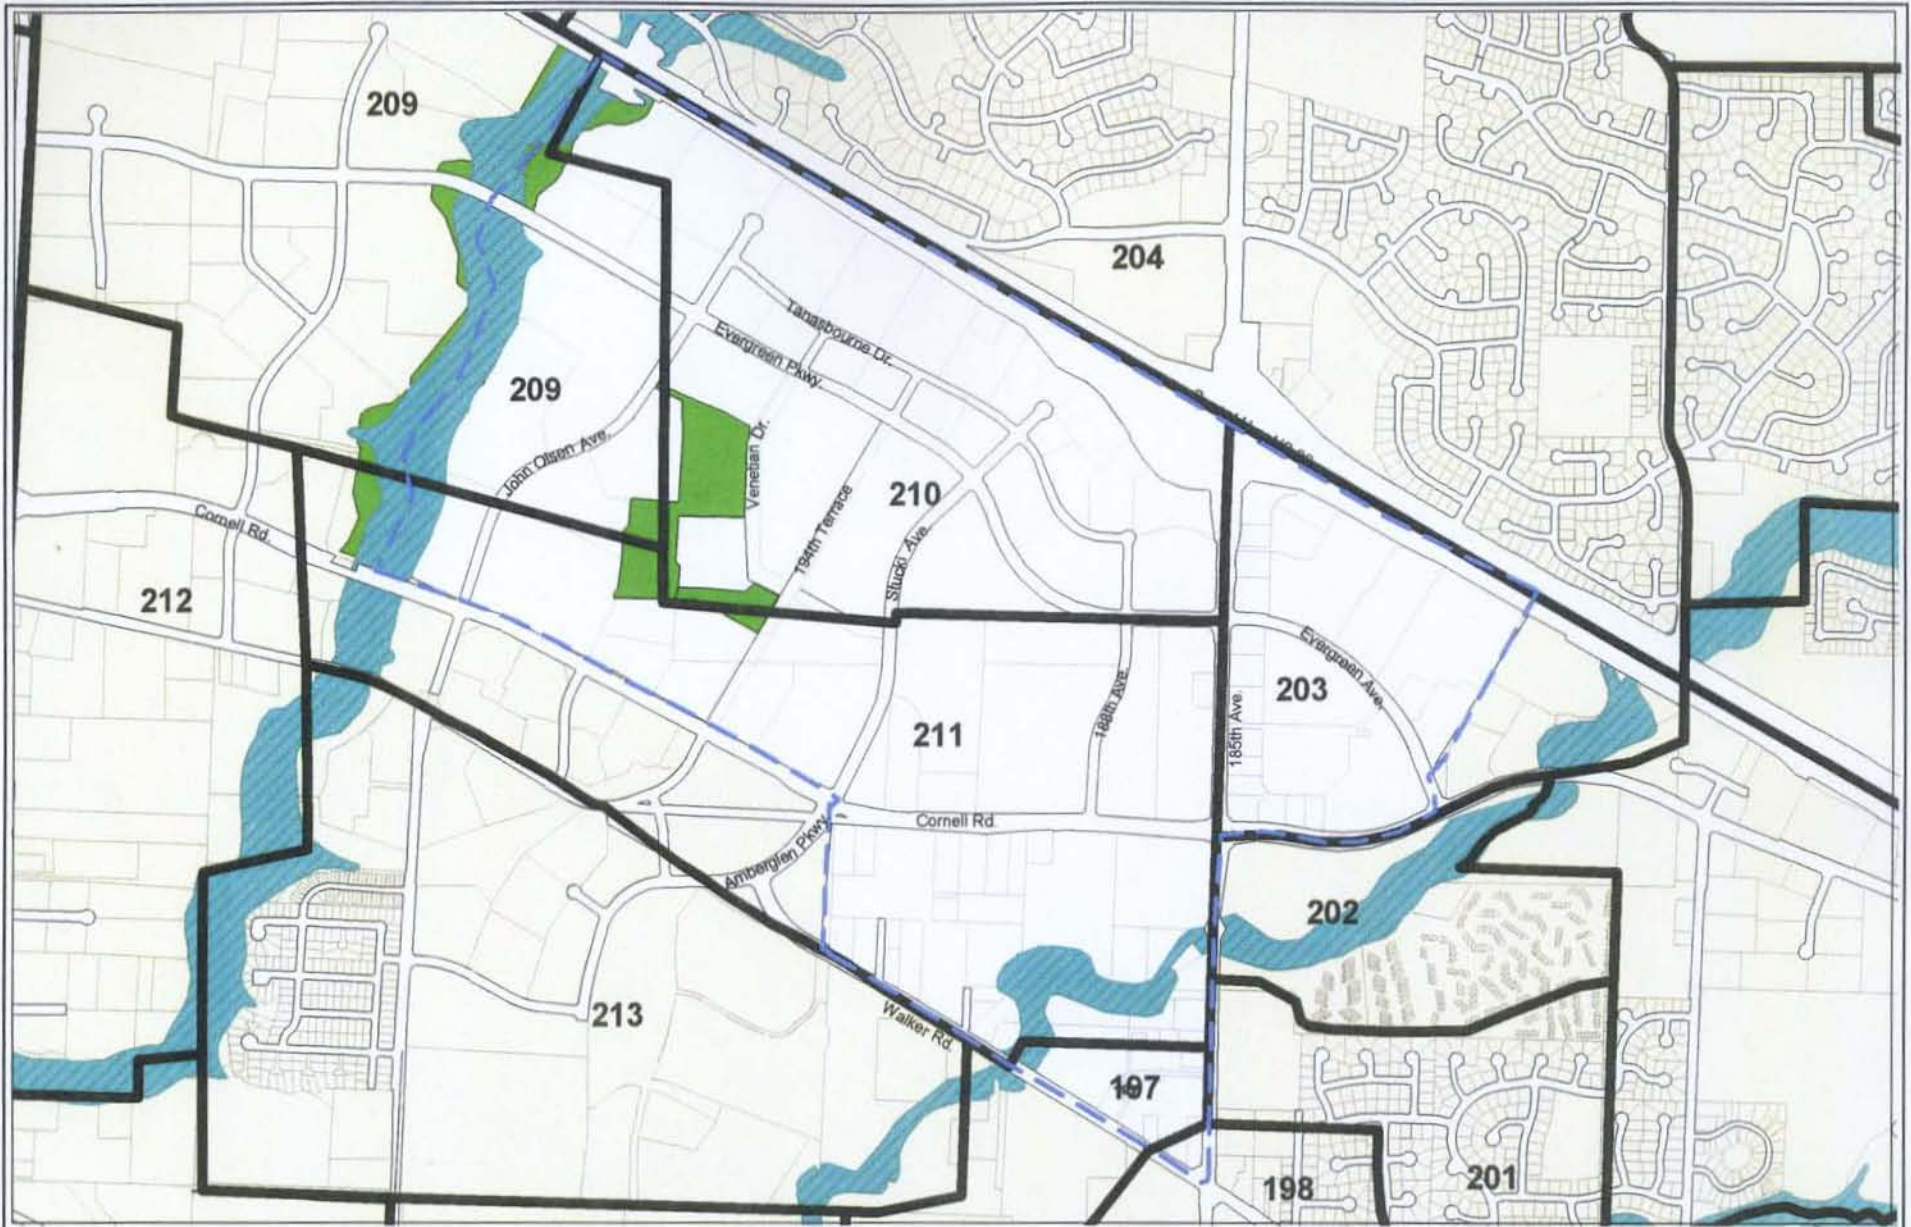 209
204
Tanasbourne Dr.
Evergreen Pkwy
209
John Olsen Ave.
Venetian Dr.
210
194th Terrace
Stucki Ave.
Cornell Rd.
212
Evergreen Ave.
203
185th Ave.
188th Ave.
211
Cornell Rd.
Amberglen Pkwy
202
213
Walker Rd.
197
198
201